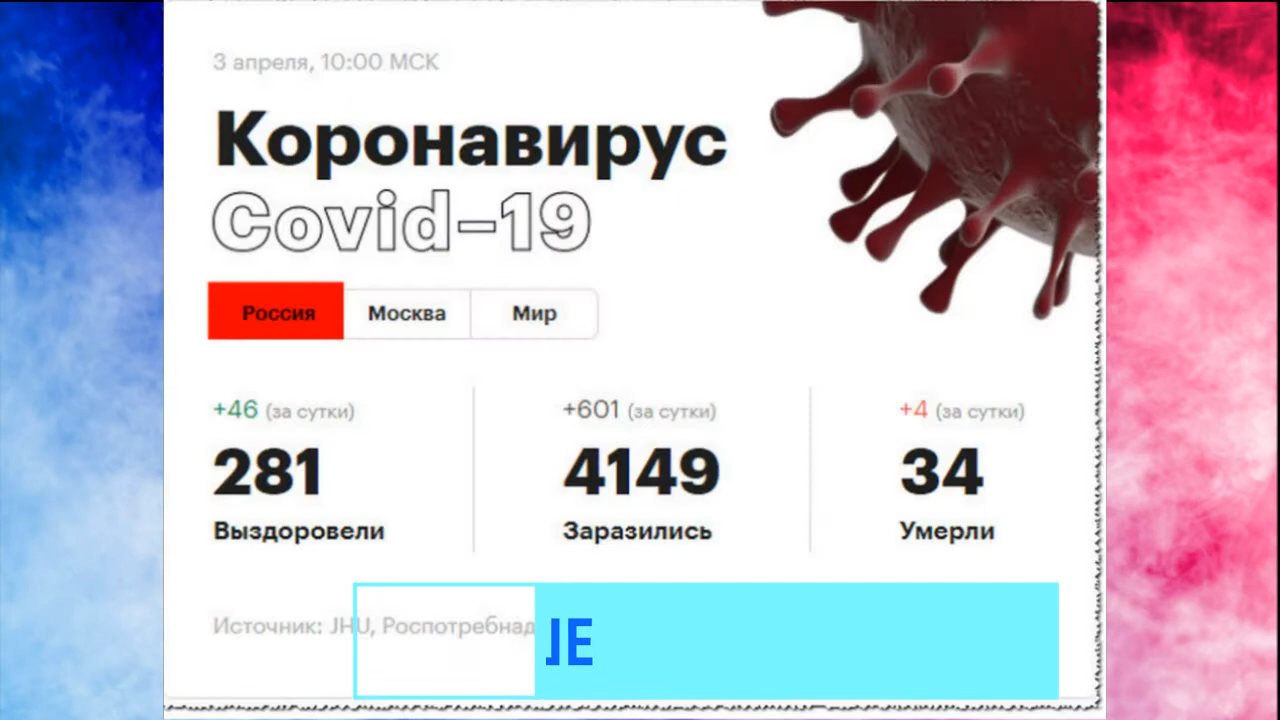 3 апреля, 10:00 МСК
Коронавирус
Covid-19
Россия Москва Мир
+46 (за сутки) +601 (за сутки) +4 (за сутки)
281 4149 34
Выздоровели Заразились Умерли
Источник: JHU, Роспотребнад